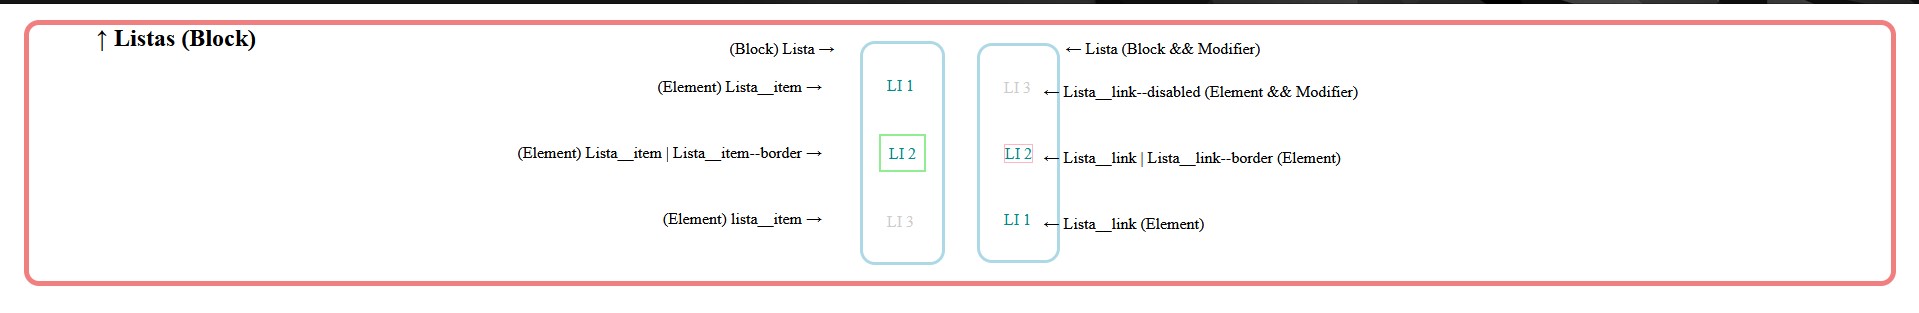 ↑ Listas (Block)
(Block) Lista →
← Lista (Block && Modifier)
(Element) Lista__item →
LI 1
LI 3
← Lista__link--disabled (Element && Modifier)
(Element) Lista__item | Lista__item--border →
LI 2
LI 2
← Lista__link | Lista__link--border (Element)
(Element) lista__item →
LI 3
LI 1
← Lista__link (Element)